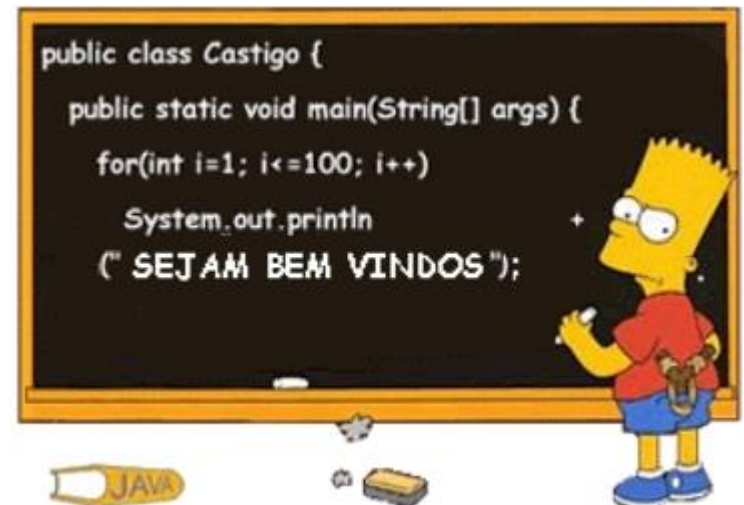 public class Castigo {
public static void main(String[] args) {
for(int i=1; i<=100; i++)
System.out.println +
(" SEJAM BEM VINDOS");
JAVA